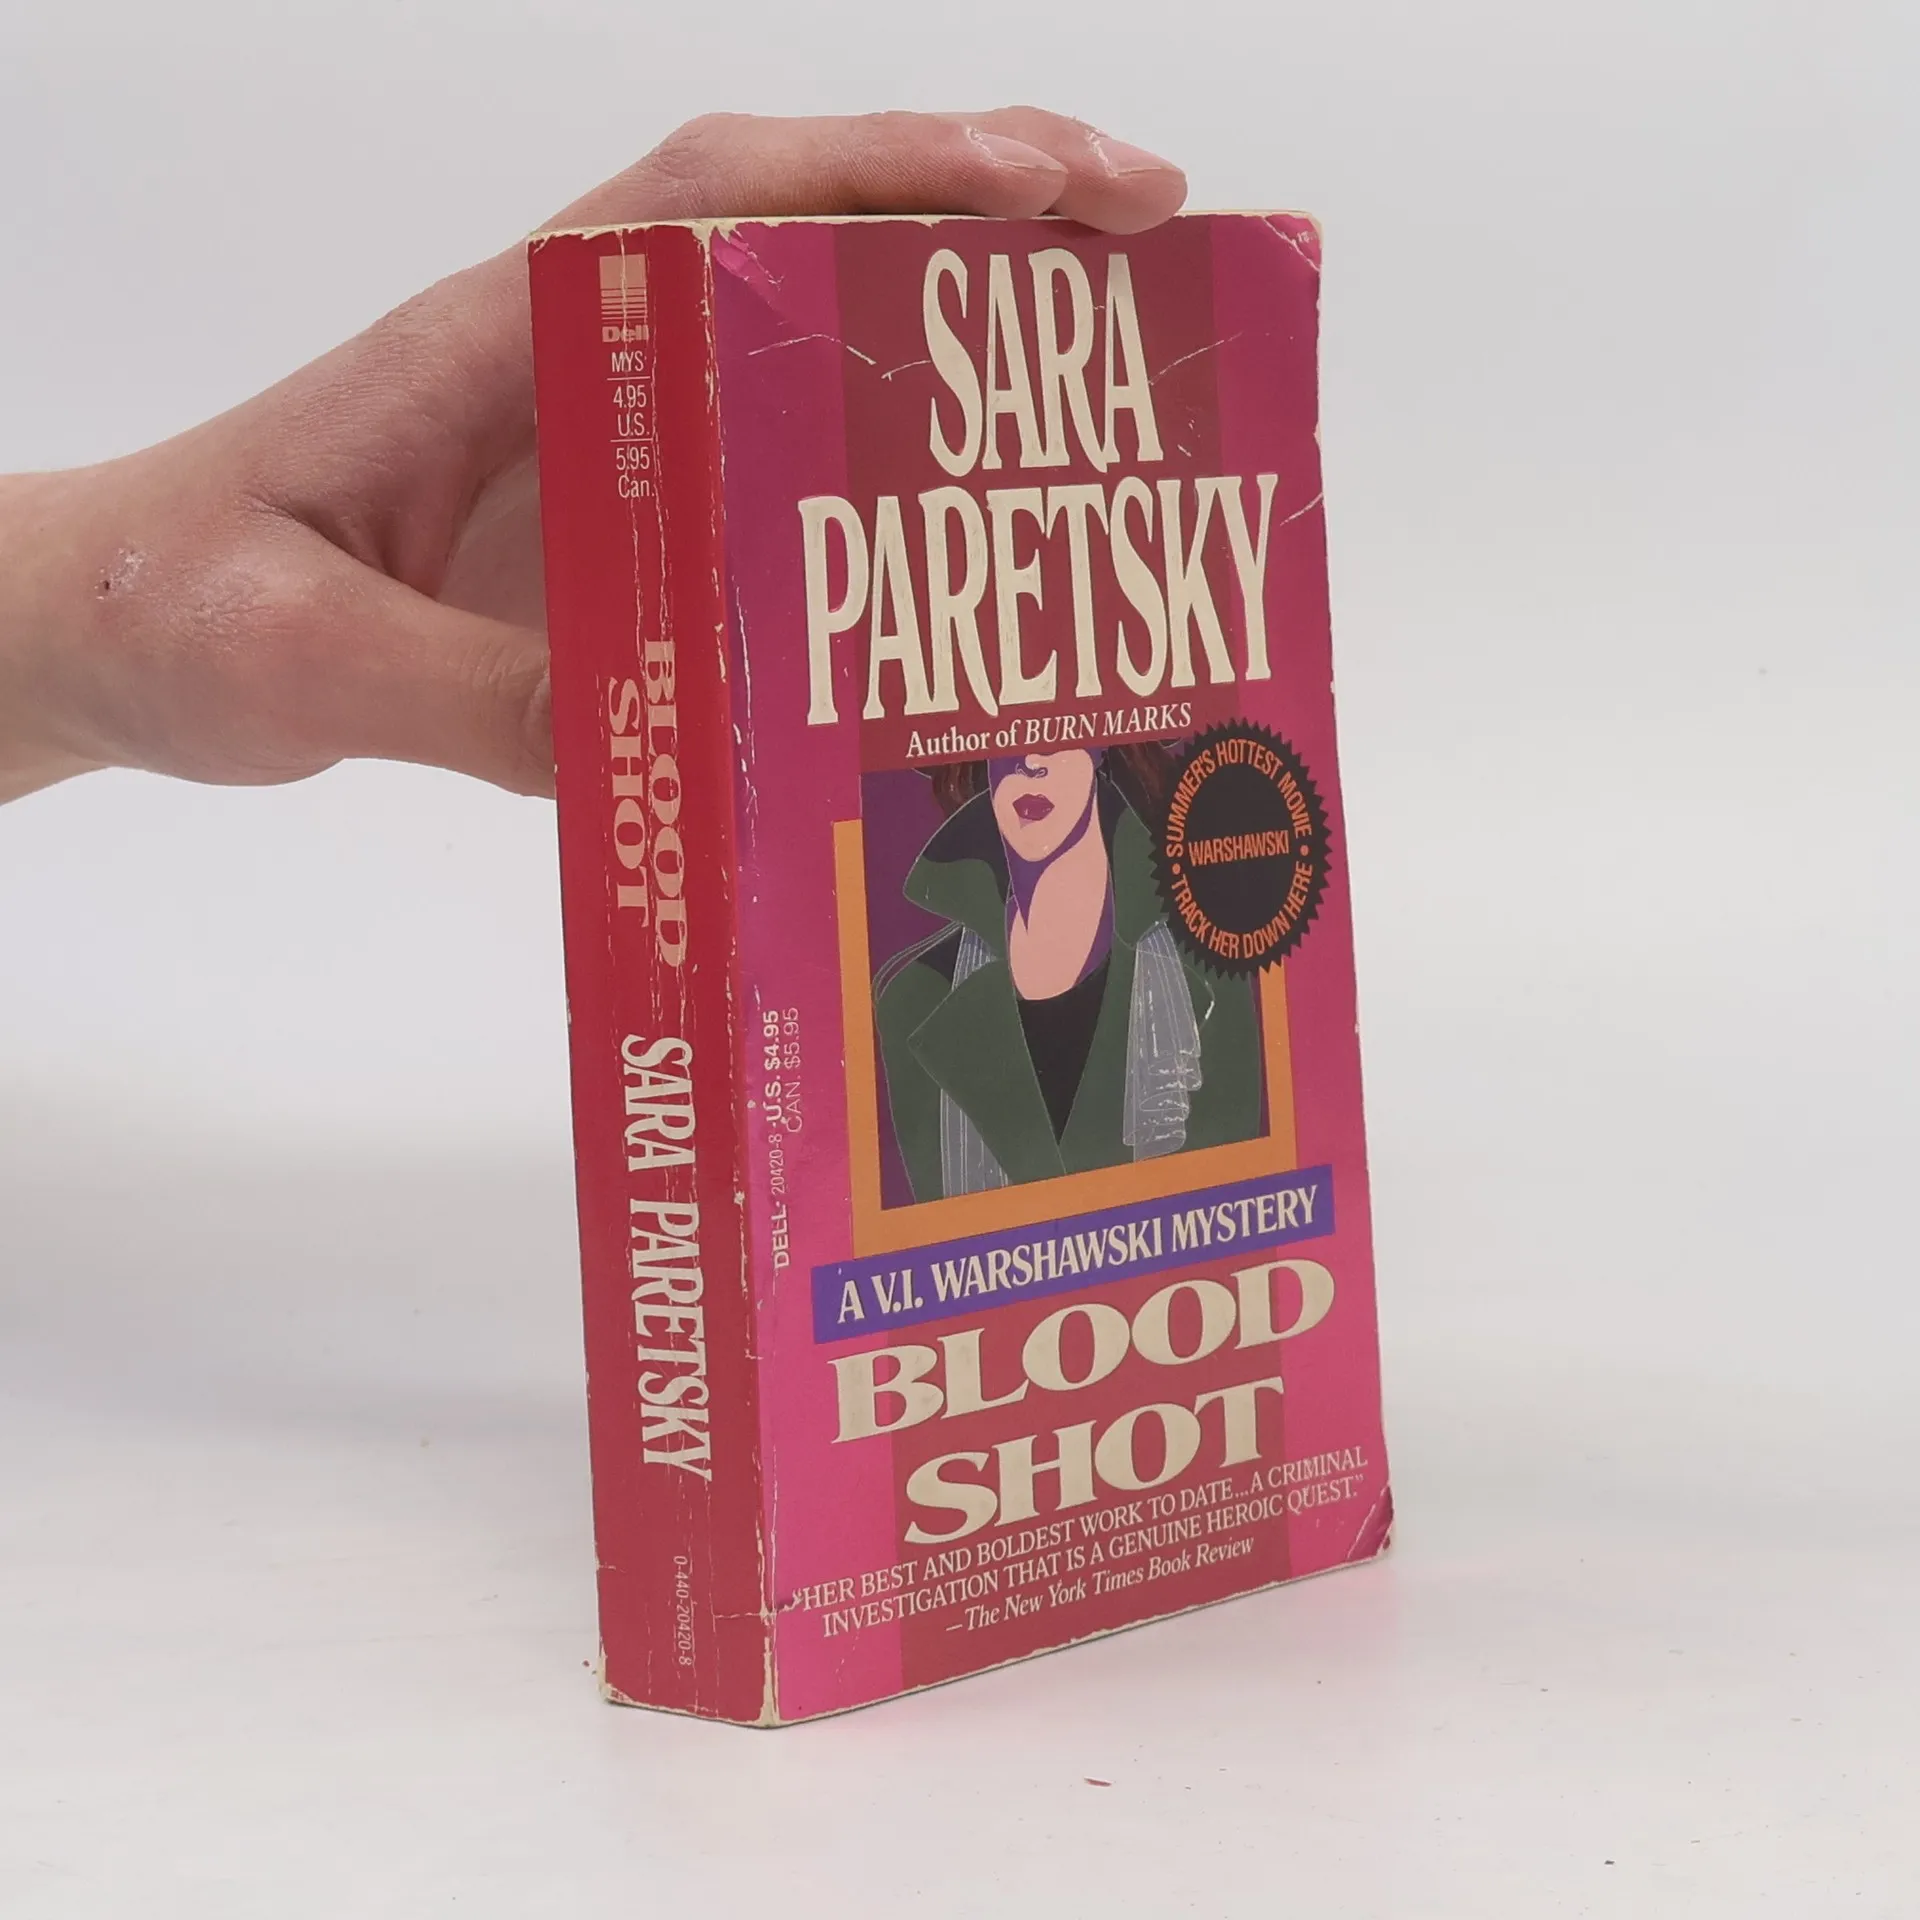 Dell
MYS
4.95
U.S.
5.95
Can.
BLOOD
SHOT
SARA PARETSKY
0-440-20420-8
SARA
PARETSKY
Author of BURN MARKS
SUMMER'S HOTTEST MOVIE
WARSHAWSKI
TRACK HER DOWN HERE
DELL • 20420-8 • U.S. $4.95
CAN. $5.95
A V.I. WARSHAWSKI MYSTERY
BLOOD
SHOT
"HER BEST AND BOLDEST WORK TO DATE...A CRIMINAL
INVESTIGATION THAT IS A GENUINE HEROIC QUEST."
—The New York Times Book Review